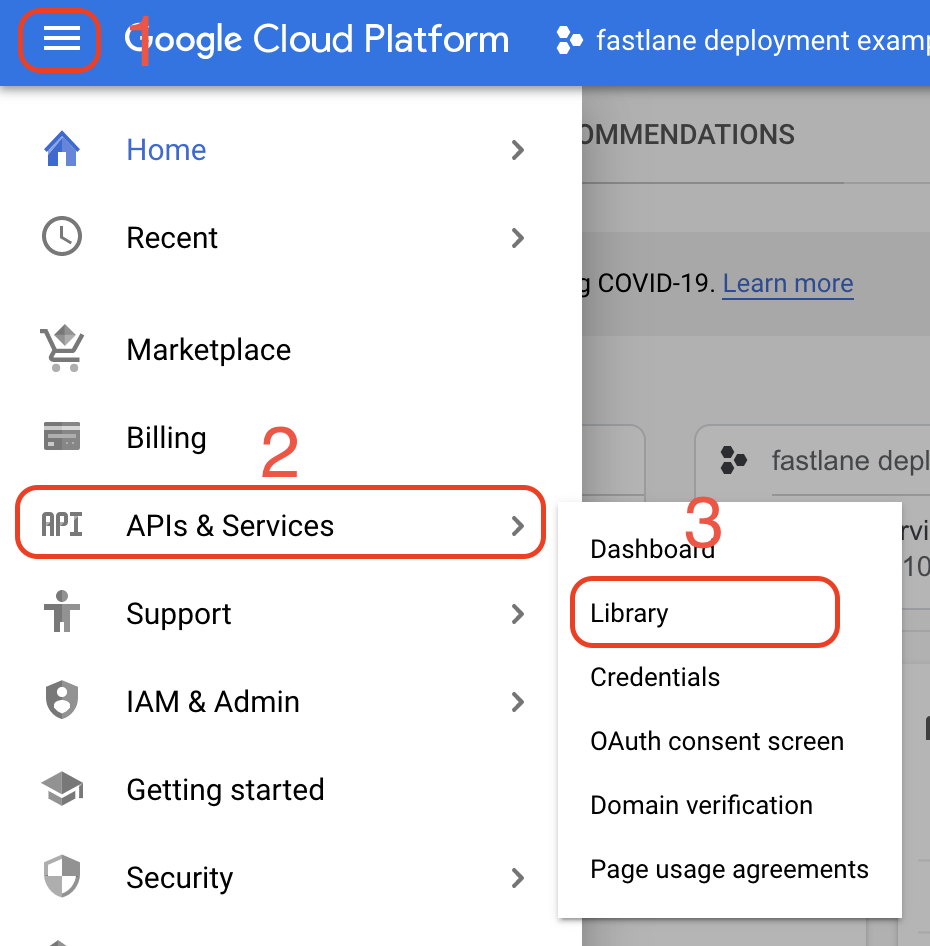 1
Google Cloud Platform
fastlane deployment examp
OMMENDATIONS
Home
Recent
g COVID-19. Learn more
Marketplace
Billing
2
fastlane depl
API APIs & Services
3
Dashboard
rvi
10
Library
Support
Credentials
IAM & Admin
OAuth consent screen
Getting started
Domain verification
Security
Page usage agreements